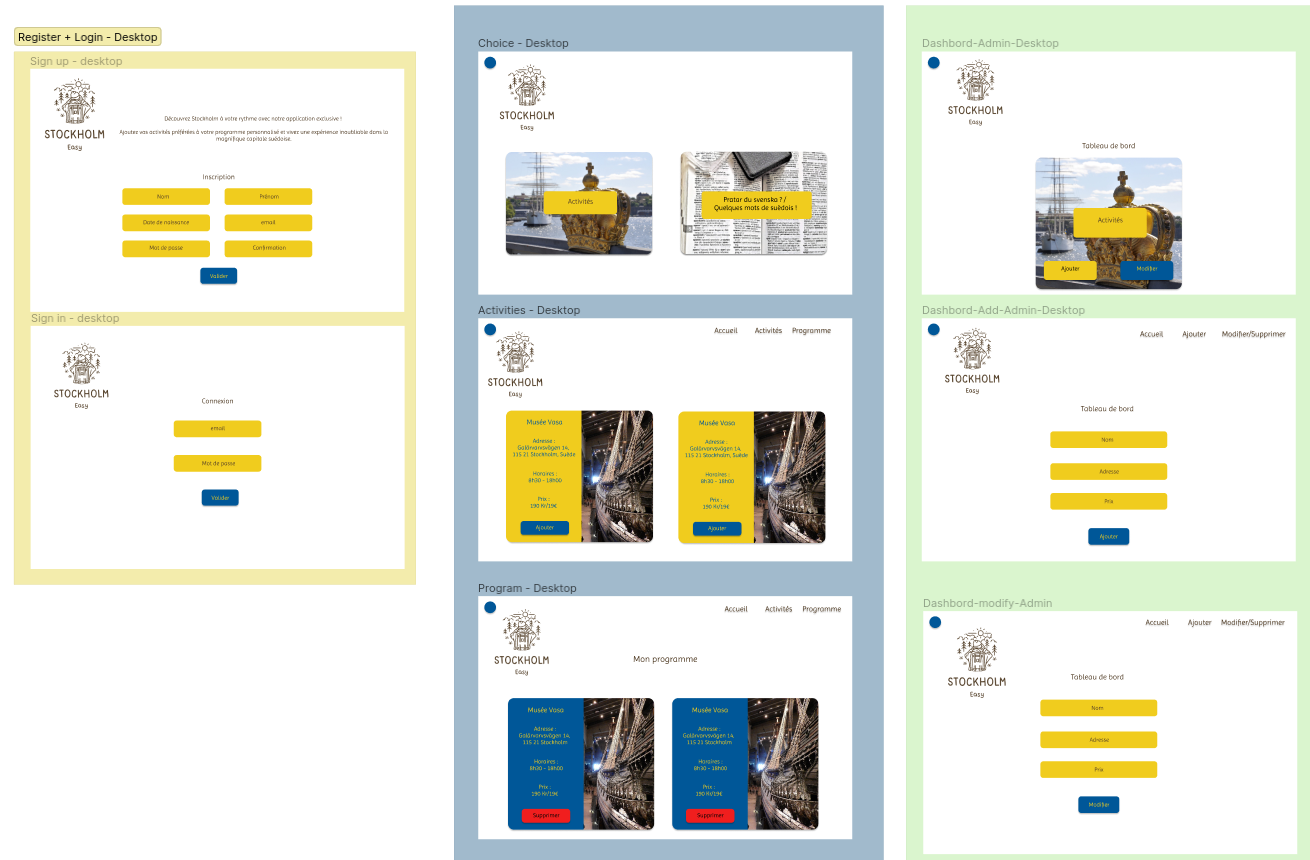 Register + Login - Desktop
Sign up - desktop
STOCKHOLM
Easy
Découvrez Stockholm à votre rythme avec notre application exclusive !
Ajoutez vos activités préférées à votre programme personnalisé et vivez une expérience inoubliable dans la
magnifique capitale suédoise.
Inscription
Nom
Prénom
Date de naissance
email
Mot de passe
Confirmation
Valider
Sign in - desktop
STOCKHOLM
Easy
Connexion
email
Mot de passe
Valider
Choice - Desktop
STOCKHOLM
Easy
Activités
Pratar du svenska ? /
Quelques mots de suédois !
Activities - Desktop
Accueil
Activités
Programme
STOCKHOLM
Easy
Musée Vasa
Adresse :
Galärvarvsvägen 14,
115 21 Stockholm, Suède
Horaires :
8h30 - 18h00
Prix :
190 Kr/19€
Ajouter
Musée Vasa
Adresse :
Galärvarvsvägen 14,
115 21 Stockholm, Suède
Horaires :
8h30 - 18h00
Prix :
190 Kr/19€
Ajouter
Program - Desktop
Accueil
Activités
Programme
STOCKHOLM
Easy
Mon programme
Musée Vasa
Adresse :
Galärvarvsvägen 14,
115 21 Stockholm
Horaires :
8h30 - 18h00
Prix :
190 Kr/19€
Supprimer
Musée Vasa
Adresse :
Galärvarvsvägen 14,
115 21 Stockholm
Horaires :
8h30 - 18h00
Prix :
190 Kr/19€
Supprimer
Dashbord-Admin-Desktop
STOCKHOLM
Easy
Tableau de bord
Activités
Ajouter
Modifier
Dashbord-Add-Admin-Desktop
Accueil
Ajouter
Modifier/Supprimer
STOCKHOLM
Easy
Tableau de bord
Nom
Adresse
Prix
Ajouter
Dashbord-modify-Admin
Accueil
Ajouter
Modifier/Supprimer
STOCKHOLM
Easy
Tableau de bord
Nom
Adresse
Prix
Modifier